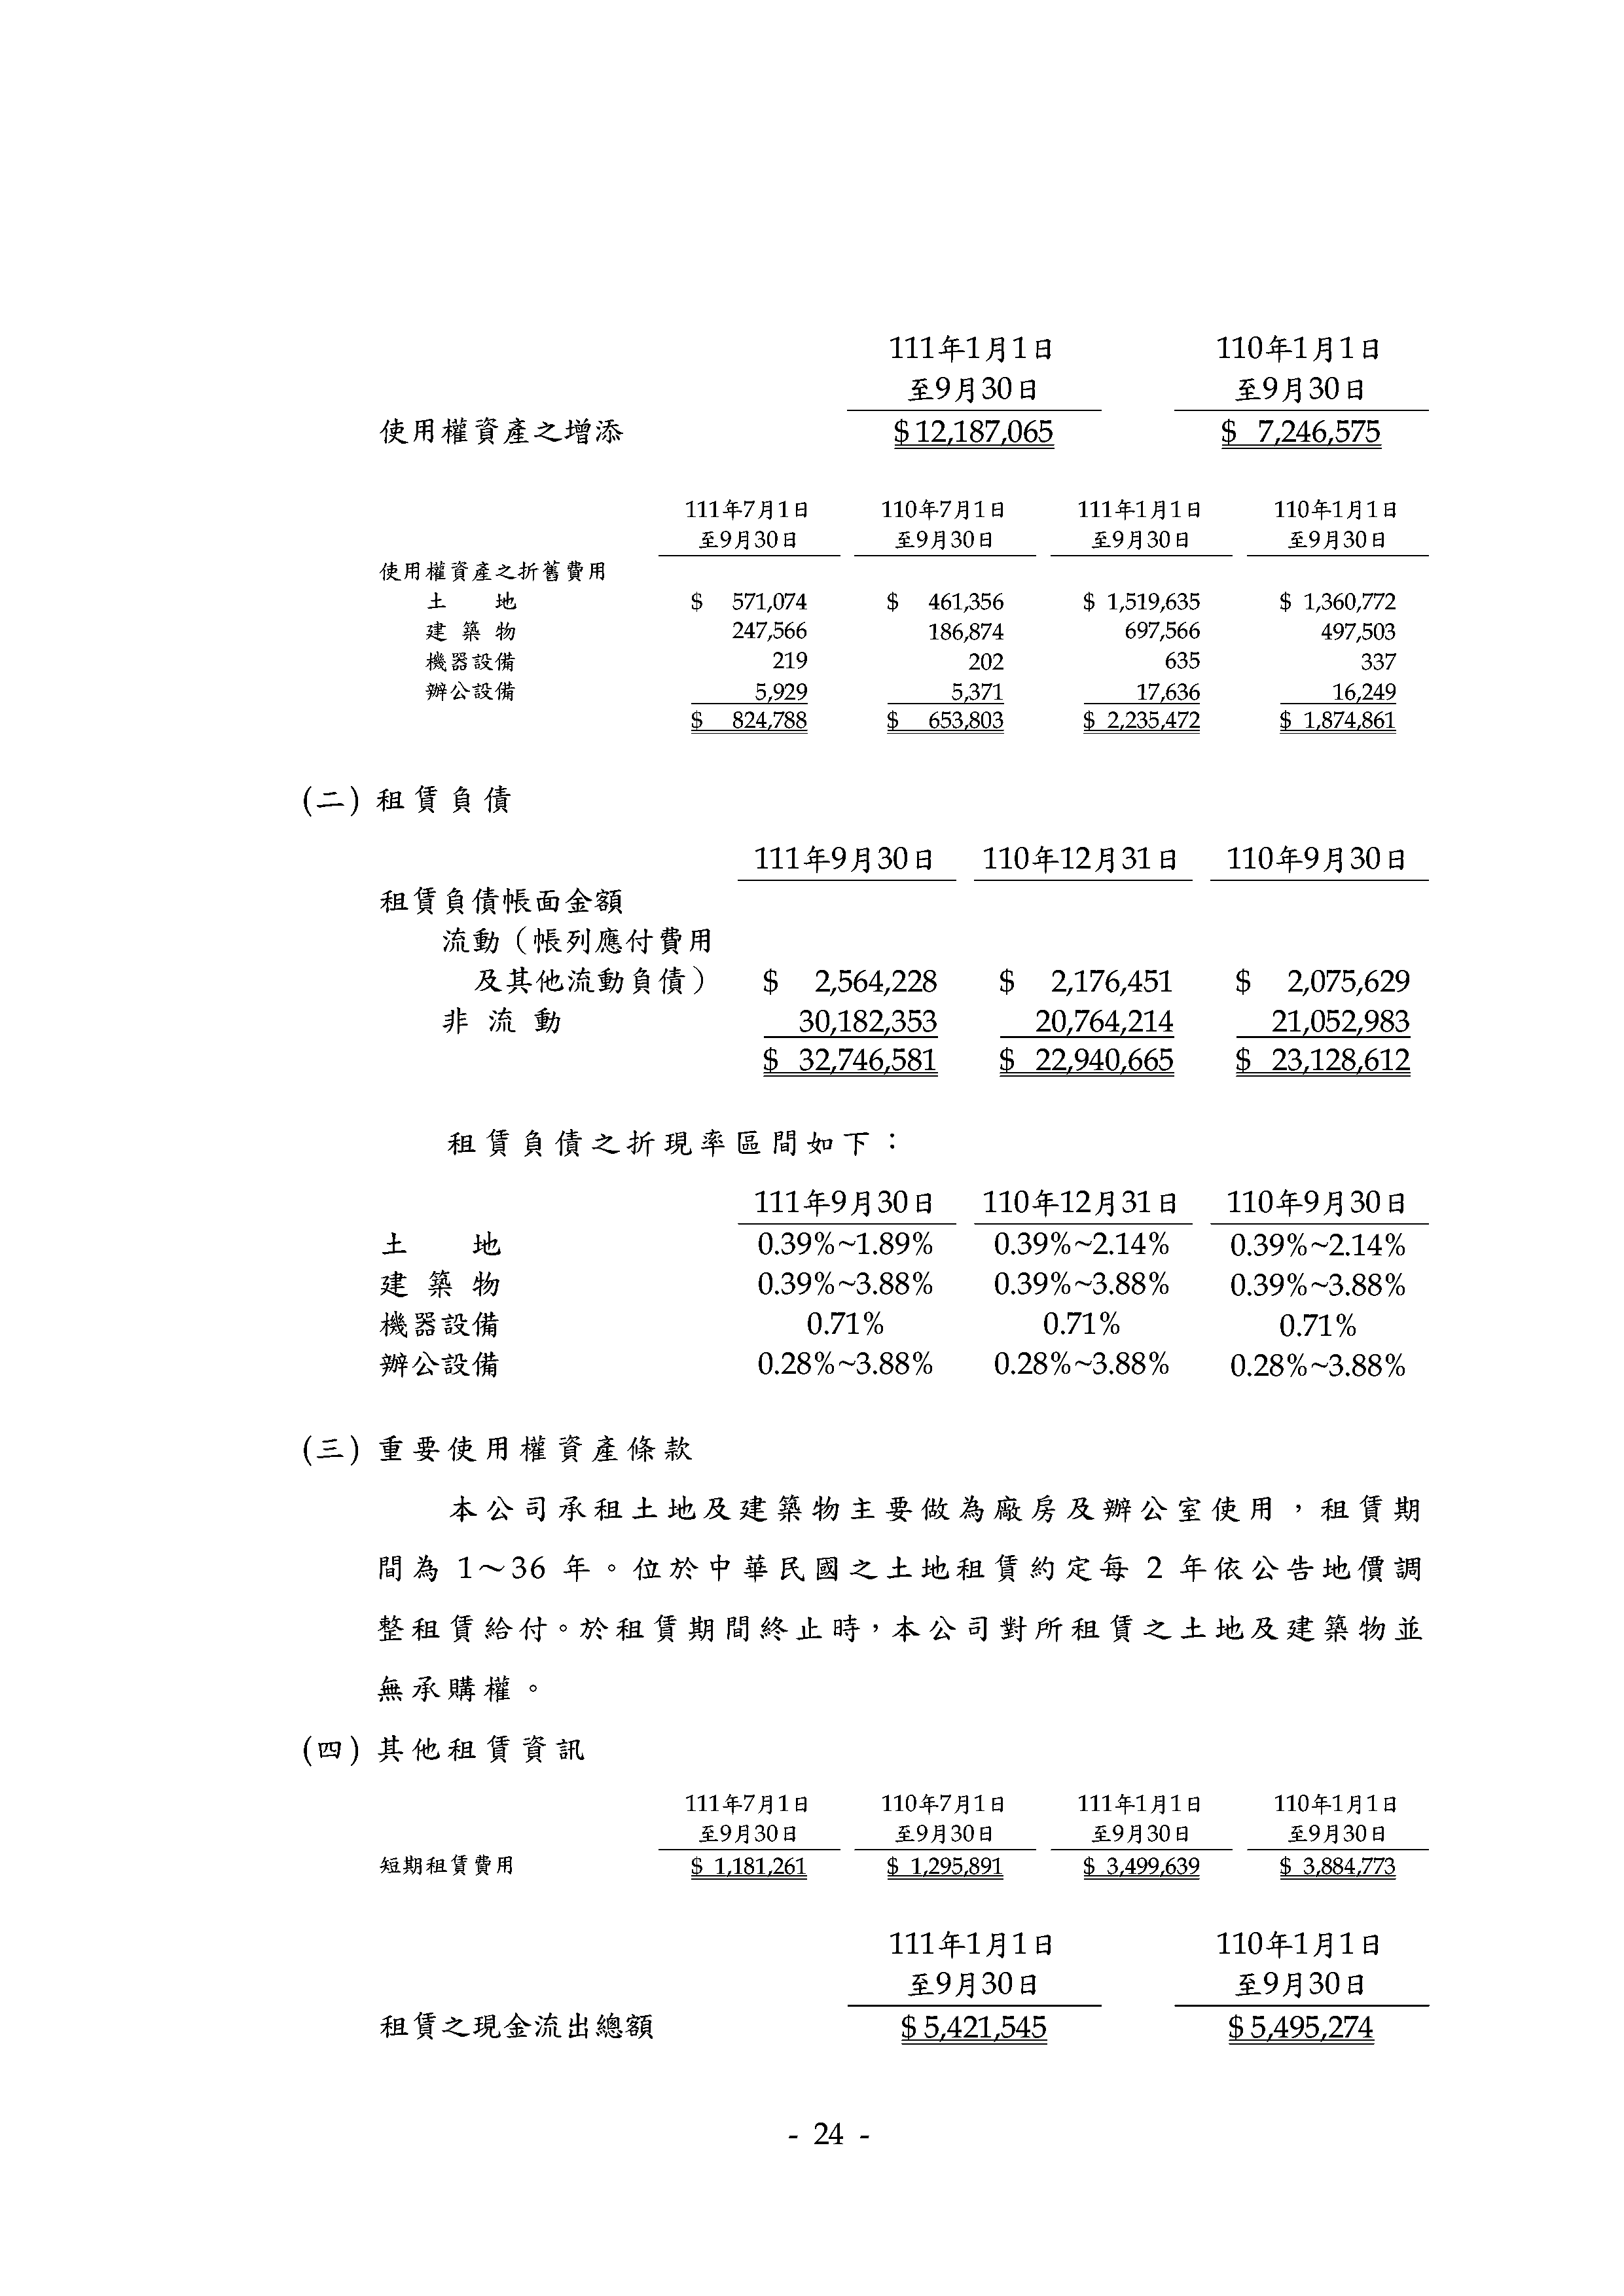 111年1月1日 110年1月1日
至9月30日 至9月30日
使用權資產之增添 $ 12,187,065 $ 7,246,575
111年7月1日 110年7月1日 111年1月1日 110年1月1日
至9月30日 至9月30日 至9月30日 至9月30日
使用權資產之折舊費用
土 地 $ 571,074 $ 461,356 $ 1,519,635 $ 1,360,772
建 築 物 247,566 186,874 697,566 497,503
機器設備 219 202 635 337
辦公設備 5,929 5,371 17,636 16,249
$ 824,788 $ 653,803 $ 2,235,472 $ 1,874,861
(二) 租賃負債
111年9月30日 110年12月31日 110年9月30日
租賃負債帳面金額
流動（帳列應付費用
及其他流動負債） $ 2,564,228 $ 2,176,451 $ 2,075,629
非 流 動 30,182,353 20,764,214 21,052,983
$ 32,746,581 $ 22,940,665 $ 23,128,612
租賃負債之折現率區間如下：
111年9月30日 110年12月31日 110年9月30日
土 地 0.39%~1.89% 0.39%~2.14% 0.39%~2.14%
建 築 物 0.39%~3.88% 0.39%~3.88% 0.39%~3.88%
機器設備 0.71% 0.71% 0.71%
辦公設備 0.28%~3.88% 0.28%~3.88% 0.28%~3.88%
(三) 重要使用權資產條款
本公司承租土地及建築物主要做為廠房及辦公室使用，租賃期
間為 1～36 年。位於中華民國之土地租賃約定每 2 年依公告地價調
整租賃給付。於租賃期間終止時，本公司對所租賃之土地及建築物並
無承購權。
(四) 其他租賃資訊
111年7月1日 110年7月1日 111年1月1日 110年1月1日
至9月30日 至9月30日 至9月30日 至9月30日
短期租賃費用 $ 1,181,261 $ 1,295,891 $ 3,499,639 $ 3,884,773
111年1月1日 110年1月1日
至9月30日 至9月30日
租賃之現金流出總額 $ 5,421,545 $ 5,495,274
- 24 -